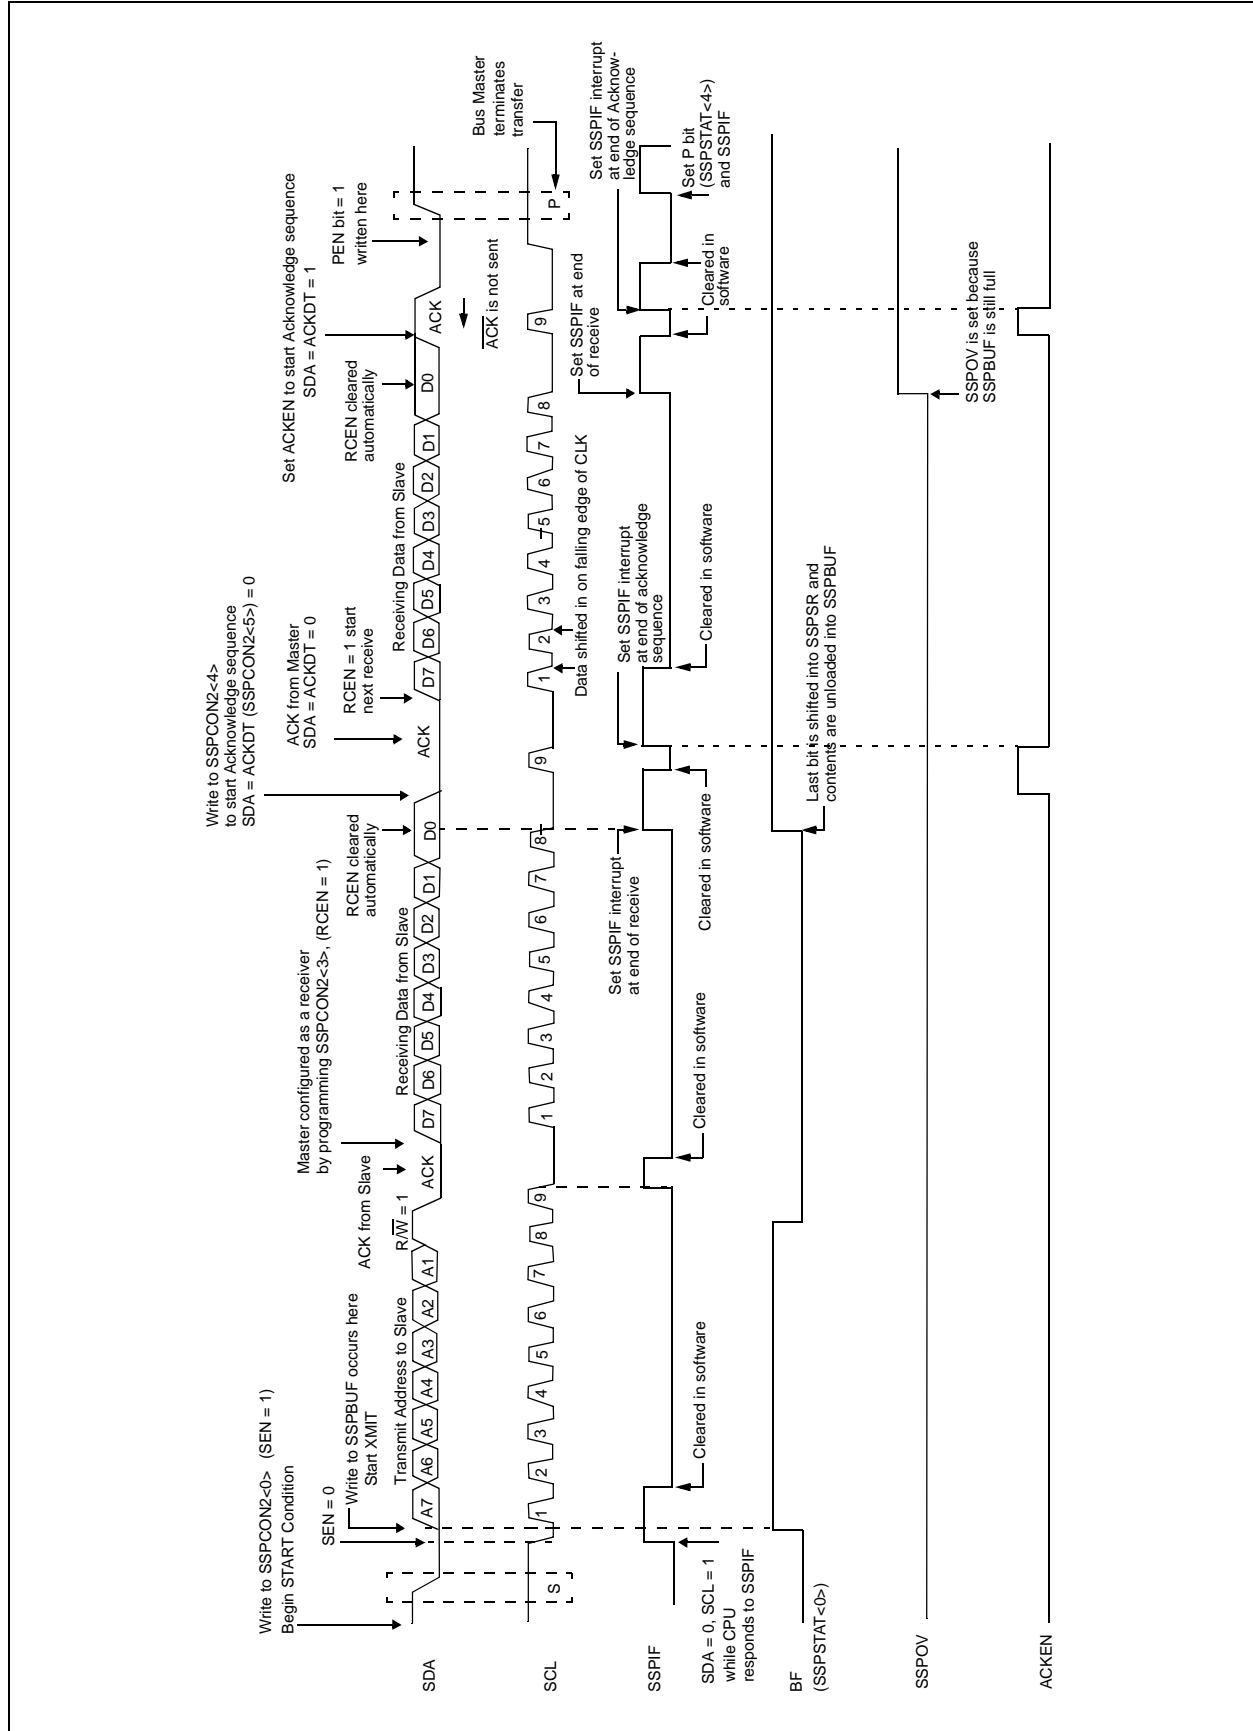 Write to SSPCON2<0>  (SEN = 1)
Begin START Condition
SEN = 0
Write to SSPBUF occurs here
Start XMIT
Transmit Address to Slave
R/W̅ = 1
ACK from Slave
Master configured as a receiver
by programming SSPCON2<3>, (RCEN = 1)
Receiving Data from Slave
RCEN cleared
automatically
Write to SSPCON2<4>
to start Acknowledge sequence
SDA = ACKDT (SSPCON2<5>) = 0
ACK from Master
SDA = ACKDT = 0
RCEN = 1 start
next receive
Receiving Data from Slave
RCEN cleared
automatically
Set ACKEN to start Acknowledge sequence
SDA = ACKDT = 1
PEN bit = 1
written here
SDA
A7 A6 A5 A4 A3 A2 A1 ACK D7 D6 D5 D4 D3 D2 D1 D0 ACK D7 D6 D5 D4 D3 D2 D1 D0 ACK
A̅C̅K̅ is not sent
Bus Master
terminates
transfer
SCL
S 1 2 3 4 5 6 7 8 9 1 2 3 4 5 6 7 8 9 1 2 3 4 5 6 7 8 9 P
Data shifted in on falling edge of CLK
Set SSPIF interrupt
at end of receive
Set SSPIF interrupt
at end of acknowledge
sequence
Set SSPIF at end
of receive
Set SSPIF interrupt
at end of Acknow-
ledge sequence
SSPIF
SDA = 0, SCL = 1
while CPU
responds to SSPIF
Cleared in software
Cleared in software
Cleared in software
Cleared in software
Cleared in
software
Set P bit
(SSPSTAT<4>)
and SSPIF
BF
(SSPSTAT<0>)
Last bit is shifted into SSPSR and
contents are unloaded into SSPBUF
SSPOV
SSPOV is set because
SSPBUF is still full
ACKEN